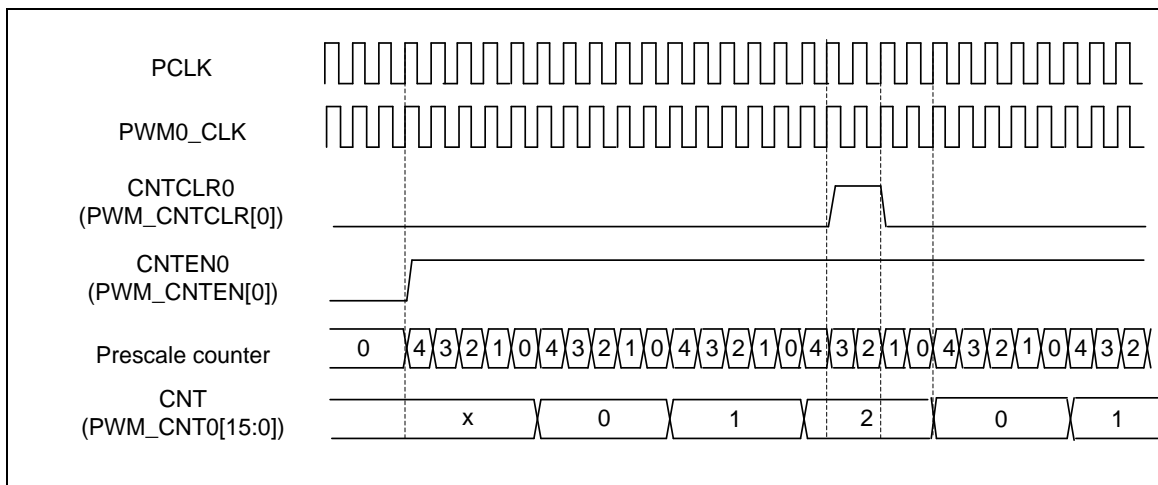 PCLK
PWM0_CLK
CNTCLR0
(PWM_CNTCLR[0])
CNTEN0
(PWM_CNTEN[0])
Prescale counter 0 4 3 2 1 0 4 3 2 1 0 4 3 2 1 0 4 3 2 1 0 4 3 2 1 0 4 3 2
CNT
(PWM_CNT0[15:0]) x 0 1 2 0 1